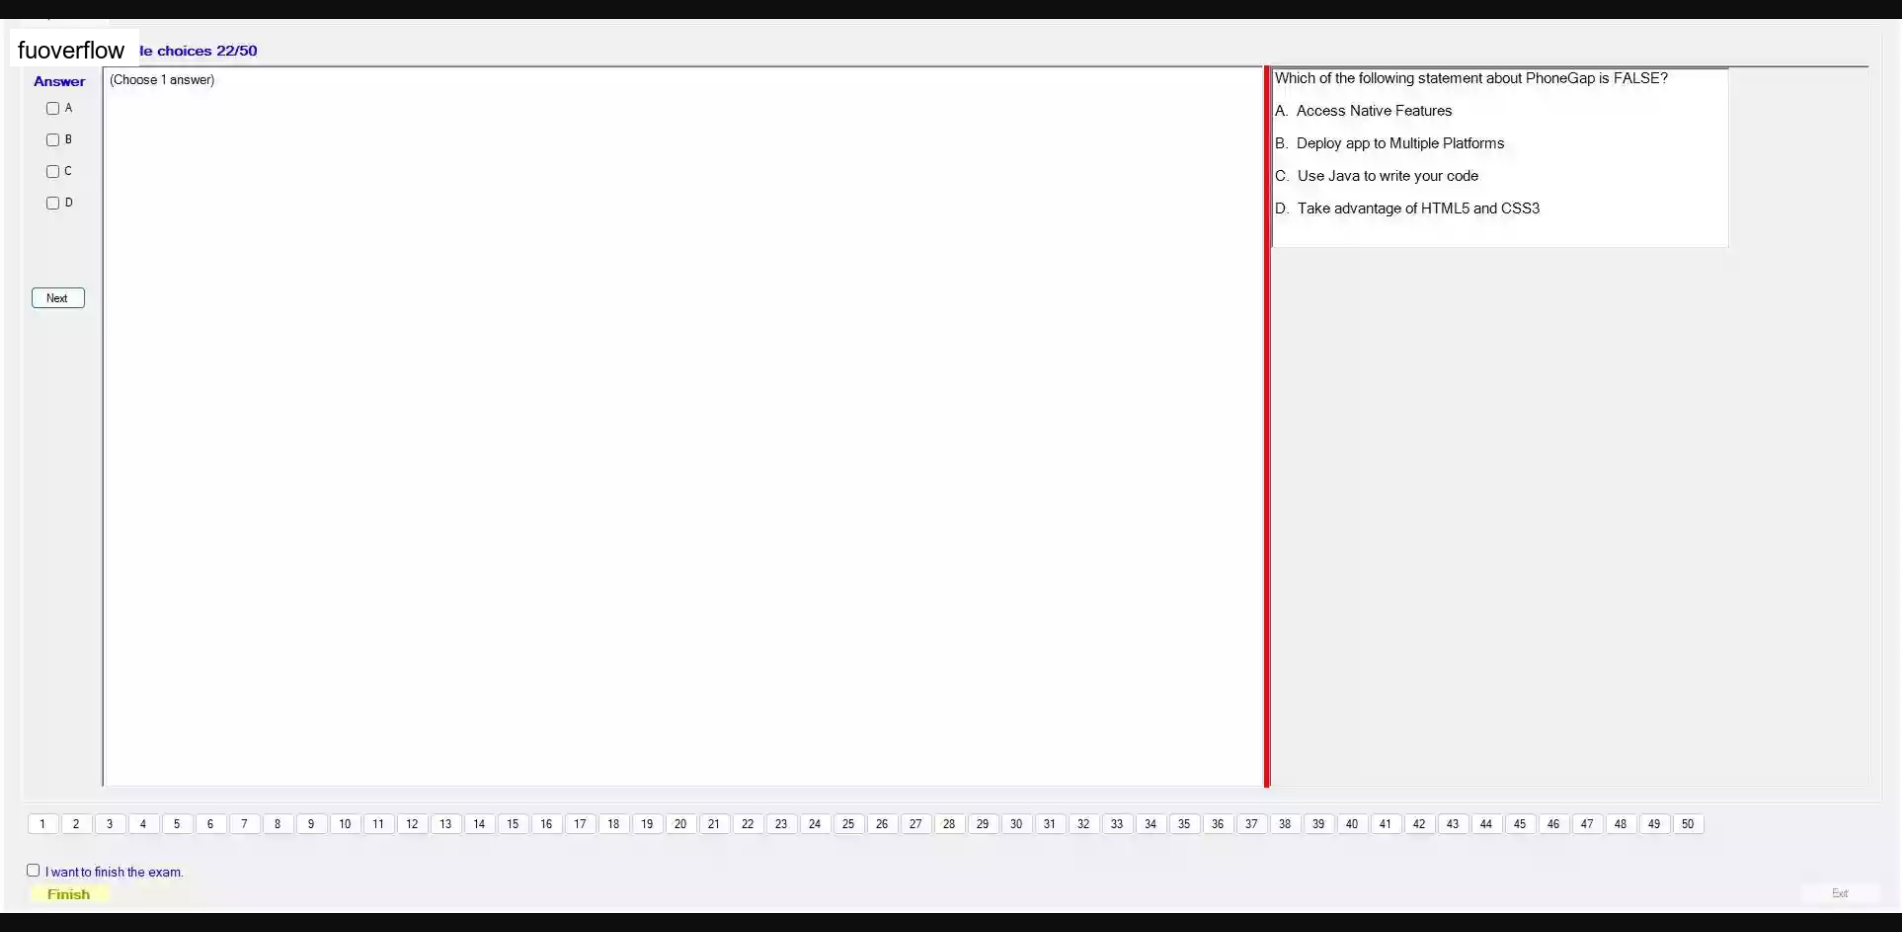 fuoverflow
le choices 22/50
Answer
(Choose 1 answer)
A
B
C
D
Next
Which of the following statement about PhoneGap is FALSE?
A. Access Native Features
B. Deploy app to Multiple Platforms
C. Use Java to write your code
D. Take advantage of HTML5 and CSS3
1 2 3 4 5 6 7 8 9 10 11 12 13 14 15 16 17 18 19 20 21 22 23 24 25 26 27 28 29 30 31 32 33 34 35 36 37 38 39 40 41 42 43 44 45 46 47 48 49 50
I want to finish the exam.
Finish
Exit